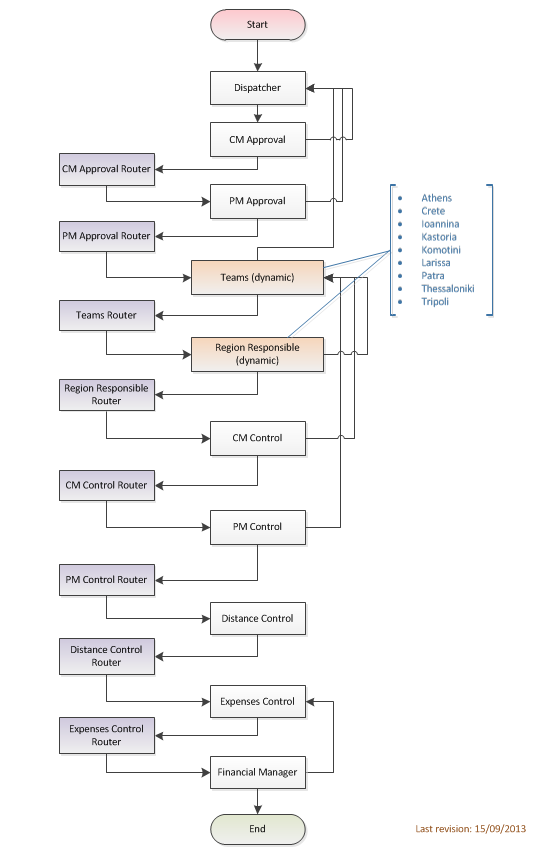 Start
Dispatcher
CM Approval
CM Approval Router
PM Approval
PM Approval Router
Teams (dynamic)
Teams Router
Region Responsible
(dynamic)
Region Responsible
Router
CM Control
CM Control Router
PM Control
PM Control Router
Distance Control
Distance Control
Router
Expenses Control
Expenses Control
Router
Financial Manager
End
• Athens
• Crete
• Ioannina
• Kastoria
• Komotini
• Larissa
• Patra
• Thessaloniki
• Tripoli
Last revision: 15/09/2013